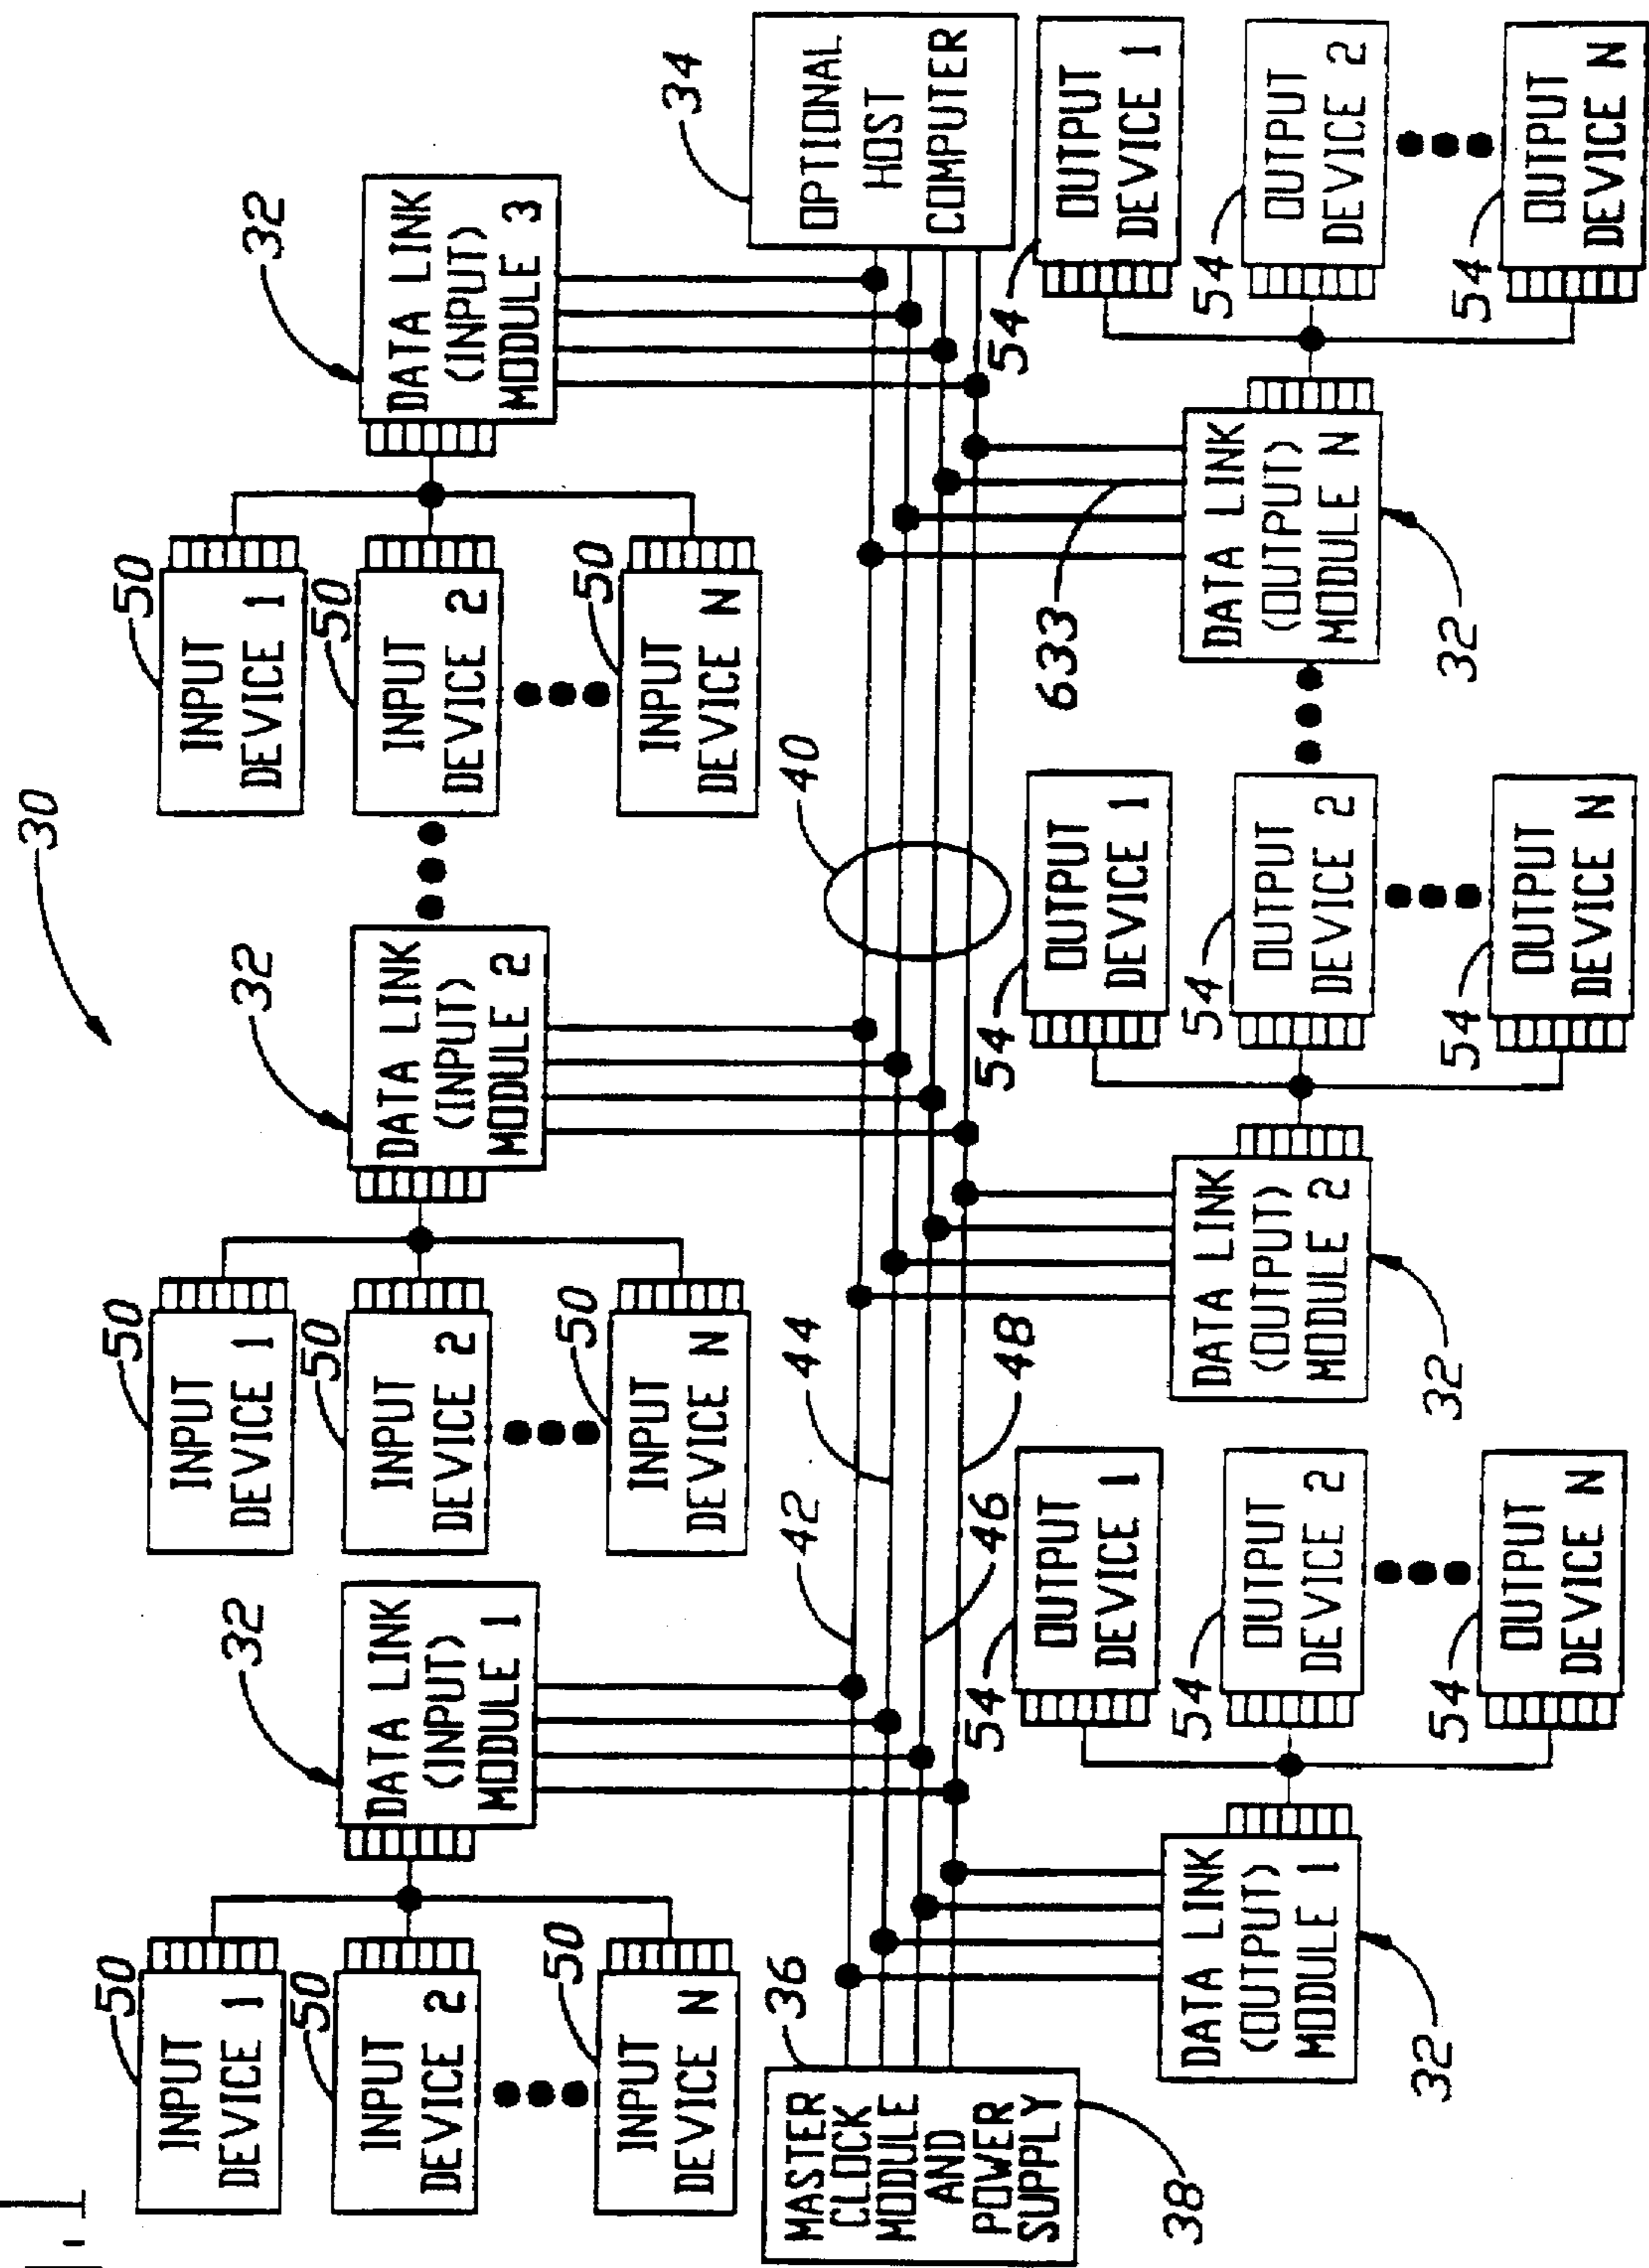 30
32
DATA LINK
(INPUT)
MODULE 1
32
DATA LINK
(INPUT)
MODULE 2
32
DATA LINK
(INPUT)
MODULE 3
50
INPUT
DEVICE 1
50
INPUT
DEVICE 2
50
INPUT
DEVICE N
50
INPUT
DEVICE 1
50
INPUT
DEVICE 2
50
INPUT
DEVICE N
50
INPUT
DEVICE 1
50
INPUT
DEVICE 2
50
INPUT
DEVICE N
36
MASTER
CLOCK
MODULE
AND
POWER
SUPPLY
38
42
44
46
48
40
34
OPTIONAL
HOST
COMPUTER
DATA LINK
(OUTPUT)
MODULE 1
32
54
OUTPUT
DEVICE 1
54
OUTPUT
DEVICE 2
54
OUTPUT
DEVICE N
DATA LINK
(OUTPUT)
MODULE 2
32
54
OUTPUT
DEVICE 1
54
OUTPUT
DEVICE 2
54
OUTPUT
DEVICE N
633
DATA LINK
(OUTPUT)
MODULE N
32
54
OUTPUT
DEVICE 1
54
OUTPUT
DEVICE 2
54
OUTPUT
DEVICE N